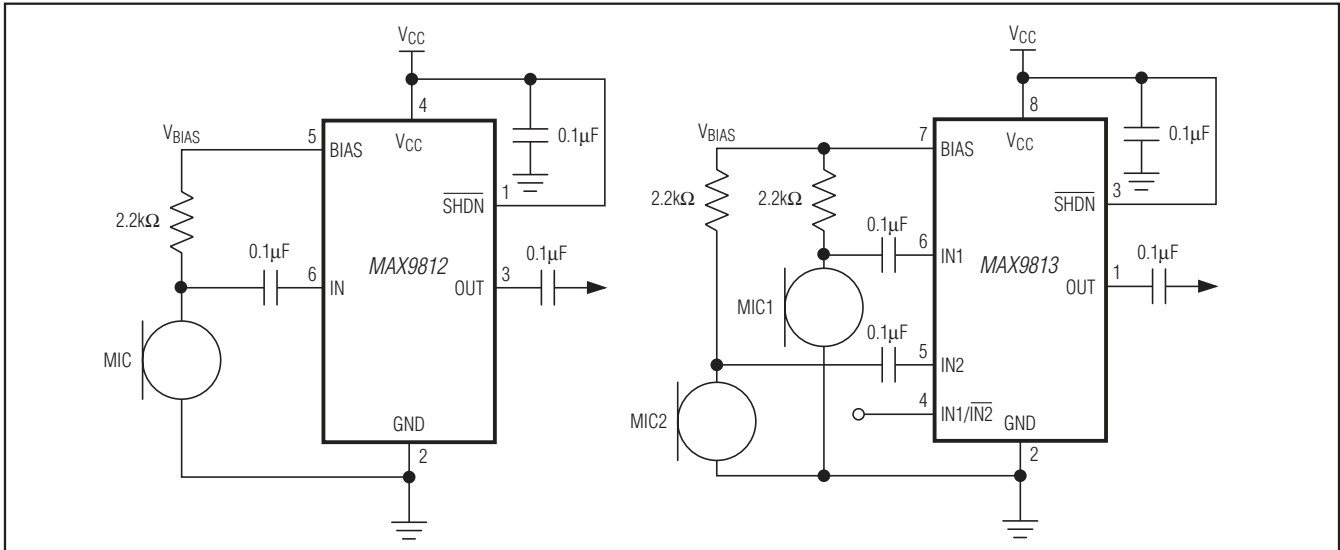 VCC
4
VBIAS
5
BIAS
VCC
0.1µF
1
SHDN
2.2kΩ
0.1µF
MAX9812
0.1µF
6
IN
OUT
3
MIC
GND
2
VCC
8
VBIAS
7
BIAS
VCC
0.1µF
3
SHDN
2.2kΩ
2.2kΩ
0.1µF
6
IN1
MAX9813
0.1µF
OUT
1
MIC1
0.1µF
5
IN2
4
IN1/IN2
MIC2
GND
2